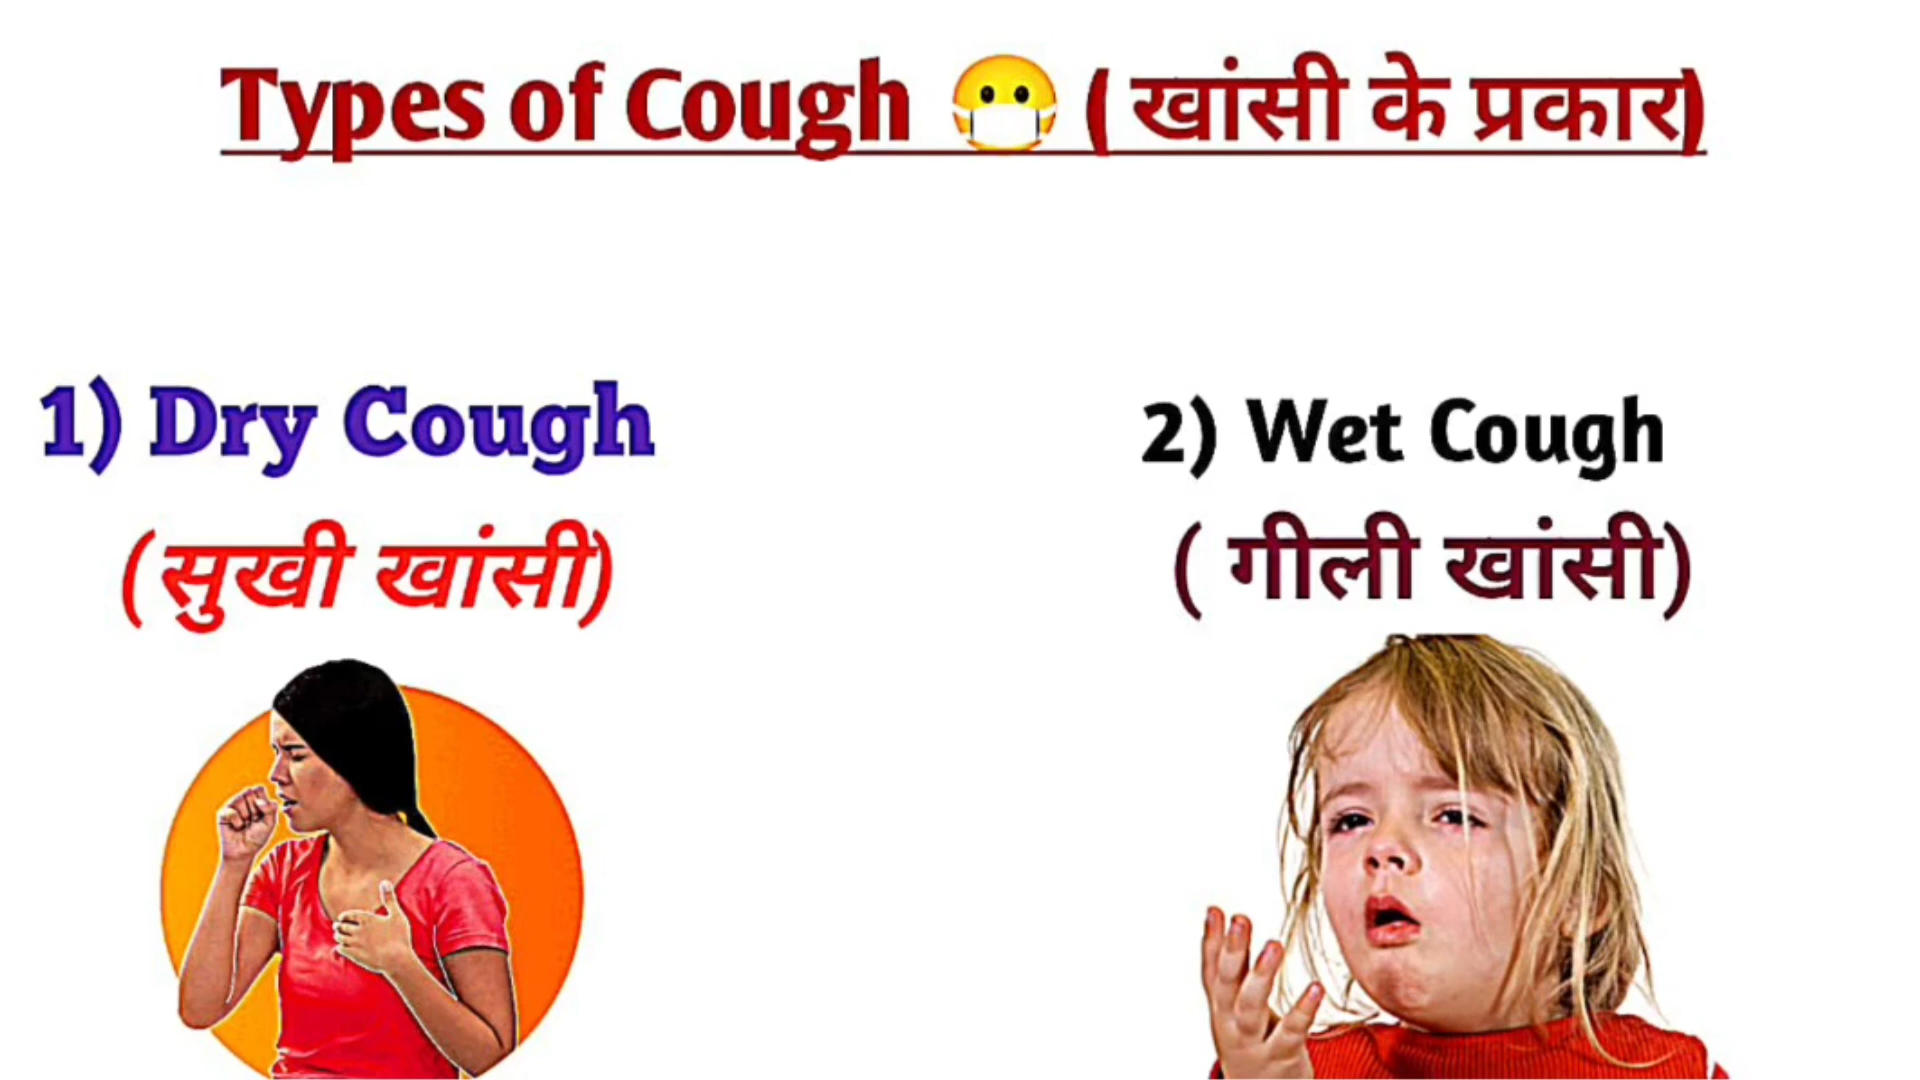 Types of Cough 😷 ( खांसी के प्रकार)
1) Dry Cough
(सुखी खांसी)
2) Wet Cough
( गीली खांसी)